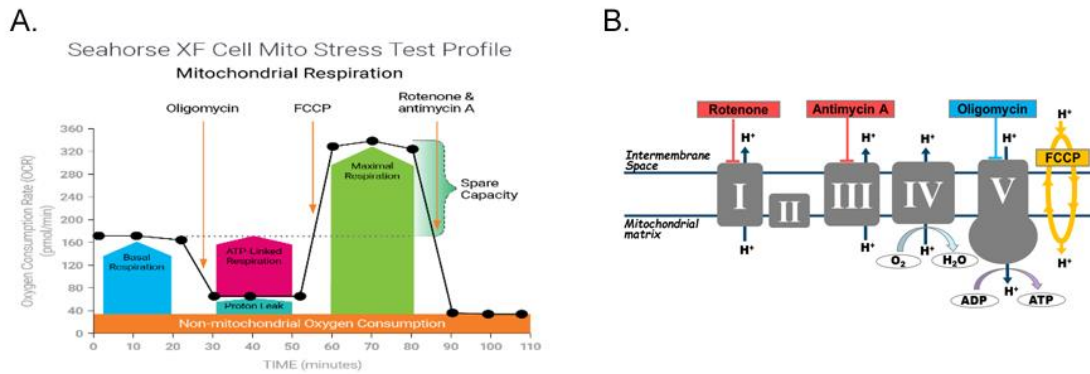 A.
Seahorse XF Cell Mito Stress Test Profile
Mitochondrial Respiration
Oligomycin
FCCP
Rotenone &
antimycin A
Oxygen Consumption Rate (OCR)
(pmol/min)
360
320
280
240
200
160
120
80
40
0
Basal
Respiration
ATP-Linked
Respiration
Proton Leak
Maximal
Respiration
Spare
Capacity
Non-mitochondrial Oxygen Consumption
0 10 20 30 40 50 60 70 80 90 100 110
TIME (minutes)
B.
Rotenone
Antimycin A
Oligomycin
H+
H+
H+
H+
H+
FCCP
Intermembrane
Space
I
II
III
IV
V
Mitochondrial
matrix
H+
H+
H+
H+
H+
O2
H2O
ADP
ATP